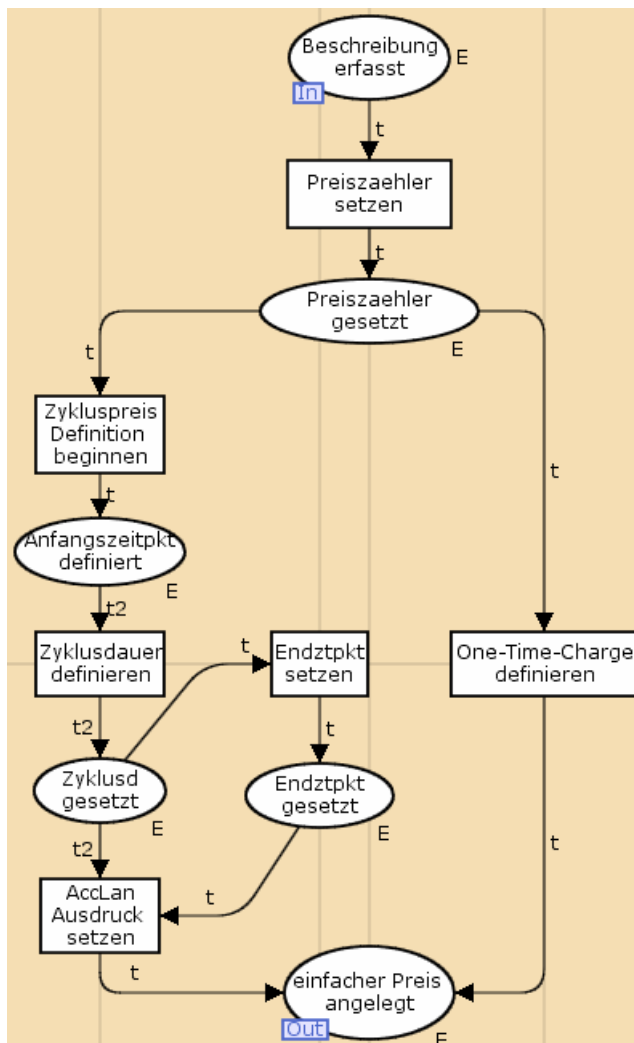 Beschreibung
erfasst
E
In
t
Preiszaehler
setzen
t
Preiszaehler
gesetzt
E
t
t
Zykluspreis
Definition
beginnen
t
Anfangszeitpkt
definiert
E
t2
Zyklusdauer
definieren
t
Endztpkt
setzen
One-Time-Charge
definieren
t2
t
Zyklusd
gesetzt
E
Endztpkt
gesetzt
E
t2
t
t
AccLan
Ausdruck
setzen
t
einfacher Preis
angelegt
Out
E